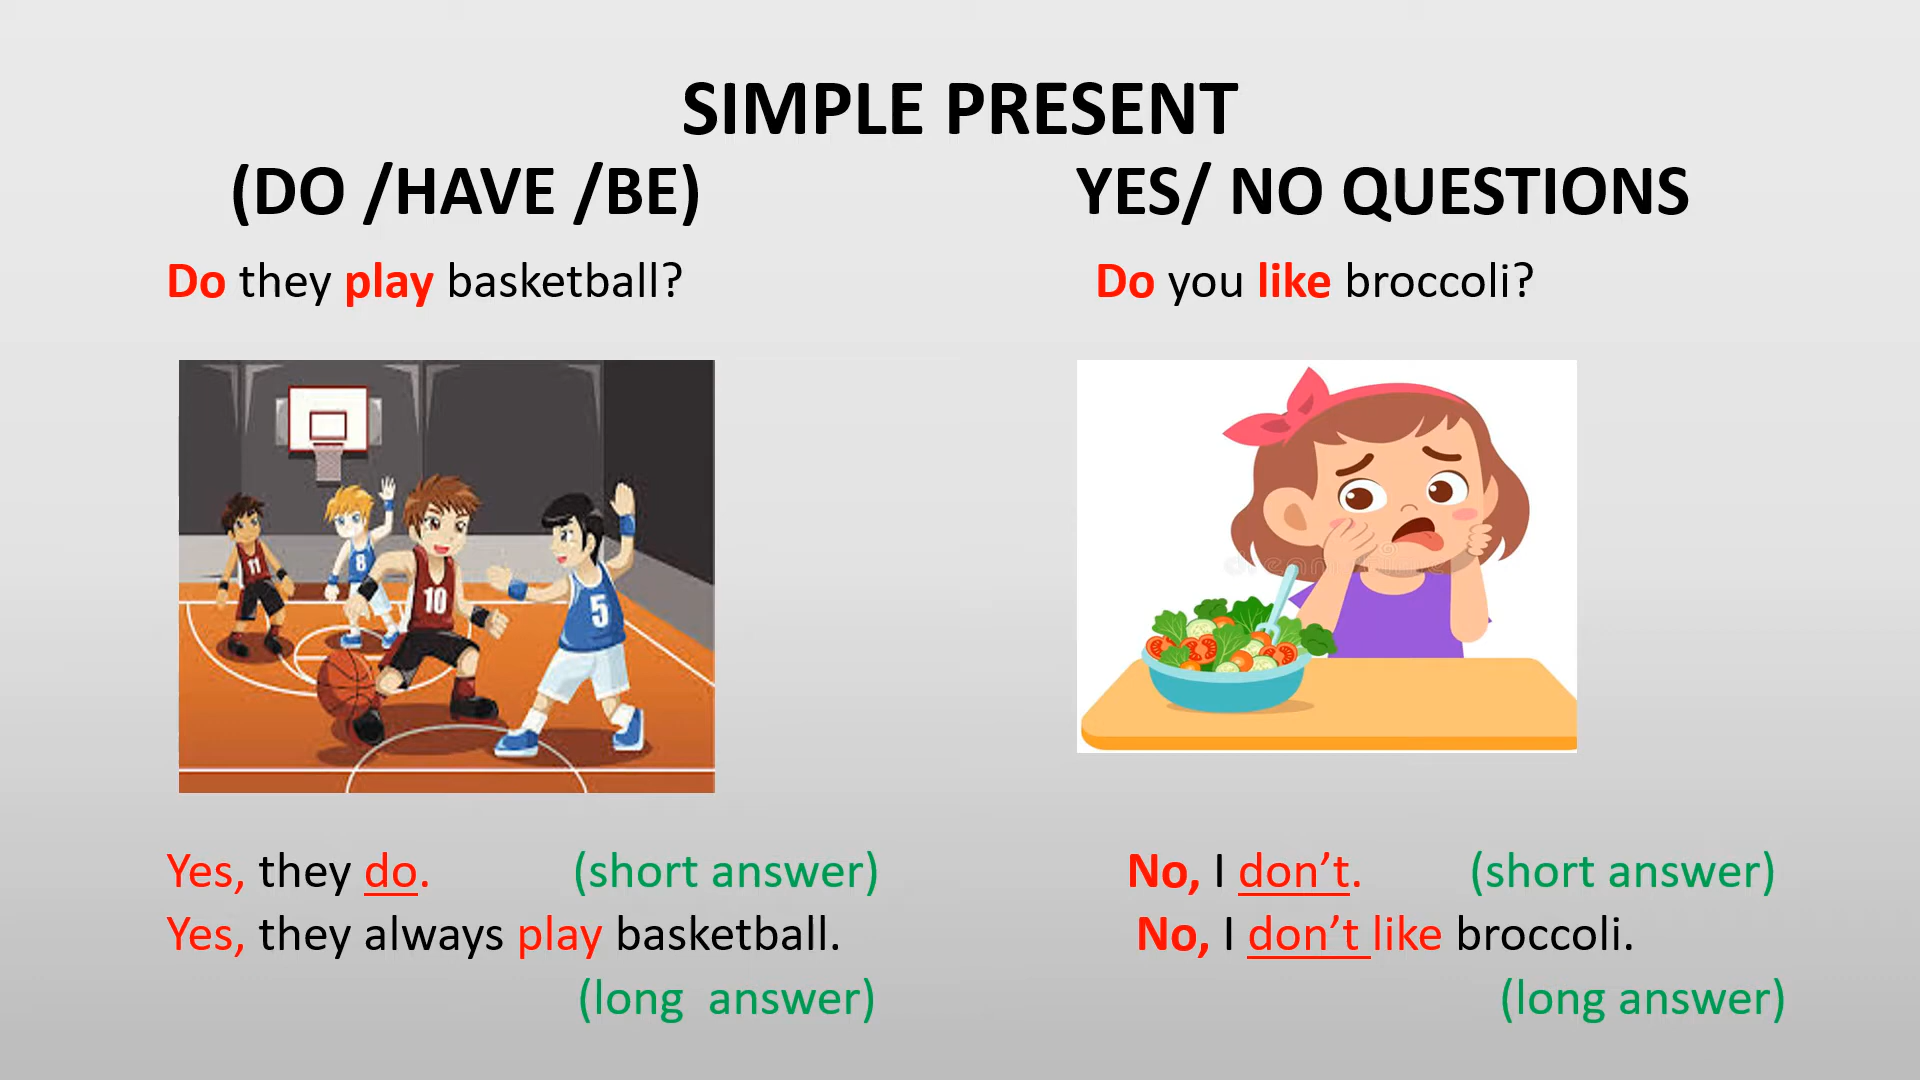 SIMPLE PRESENT
(DO /HAVE /BE)
YES/ NO QUESTIONS
Do they play basketball?
Do you like broccoli?
11
8
10
5
Yes, they do. (short answer)
Yes, they always play basketball.
(long answer)
No, I don’t. (short answer)
No, I don’t like broccoli.
(long answer)